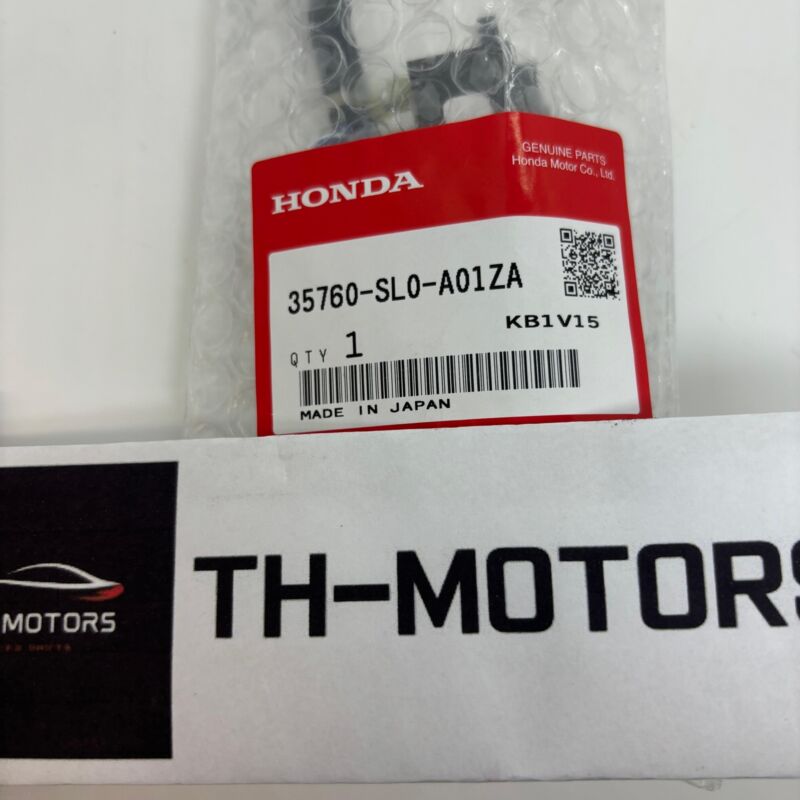 GENUINE PARTS
Honda Motor Co., Ltd.
HONDA
35760-SL0-A01ZA
KB1V15
QTY 1
MADE IN JAPAN
TH-MOTORS
MOTORS